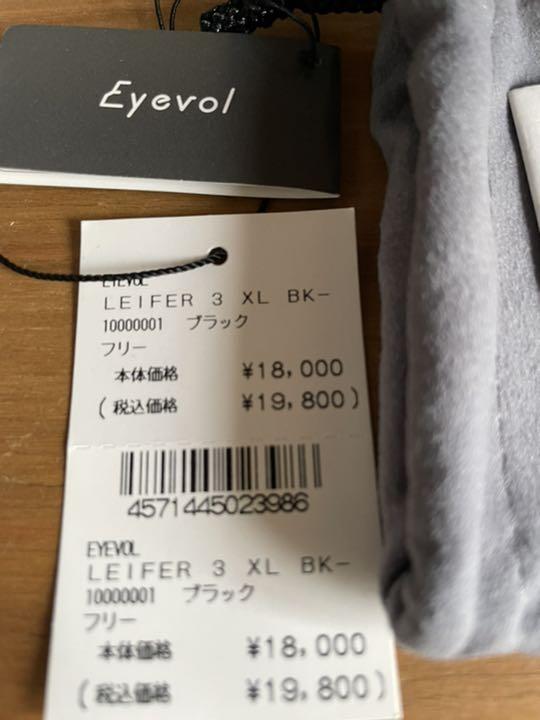 Eyevol
EYEVOL
LEIFER 3 XL BK-
10000001 ブラック
フリー
本体価格 ¥18,000
(税込価格 ¥19,800)
4571445023986
EYEVOL
LEIFER 3 XL BK-
10000001 ブラック
フリー
本体価格 ¥18,000
(税込価格 ¥19,800)